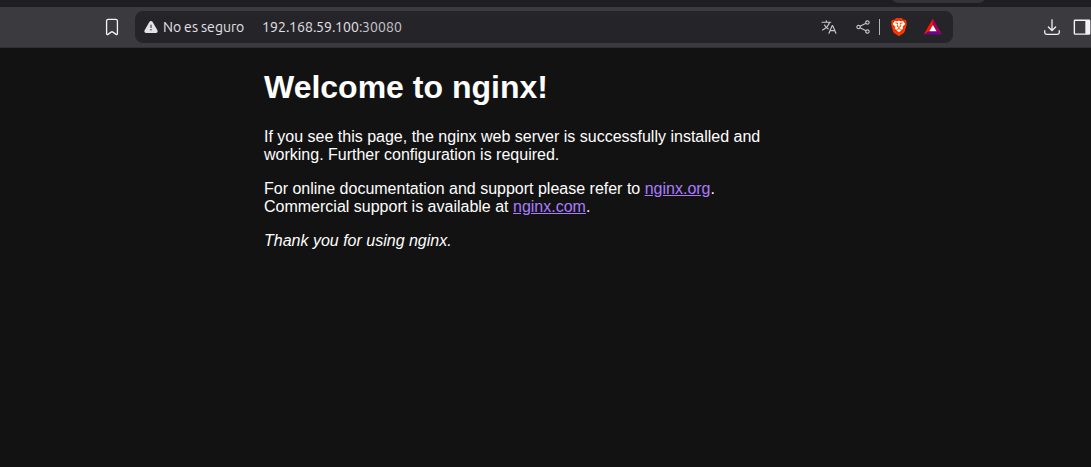 No es seguro 192.168.59.100:30080
Welcome to nginx!
If you see this page, the nginx web server is successfully installed and
working. Further configuration is required.
For online documentation and support please refer to nginx.org.
Commercial support is available at nginx.com.
Thank you for using nginx.